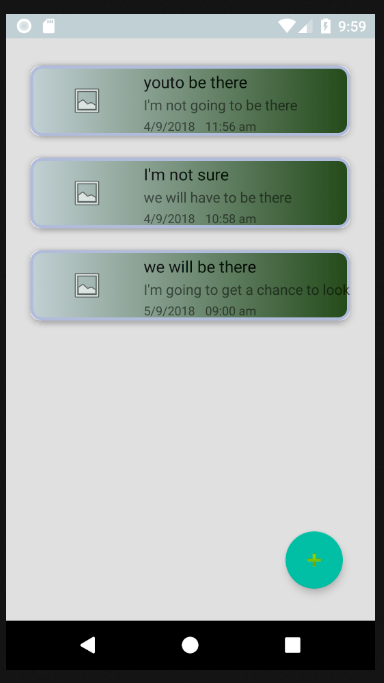 9:59
youto be there
I'm not going to be there
4/9/2018 11:56 am
I'm not sure
we will have to be there
4/9/2018 10:58 am
we will be there
I'm going to get a chance to look
5/9/2018 09:00 am